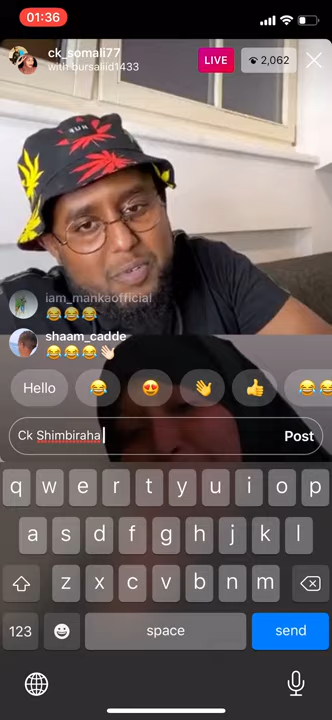 01:36
ck_somali77
with bursaliid1433
LIVE
2,062
iam_mankaofficial
😂😂😂
shaam_cadde
😂😂😂👋🏻
Hello 😂 😍 👋 👍 😂😂
Ck Shimbiraha
Post
q w e r t y u i o p
a s d f g h j k l
z x c v b n m
123
space
send